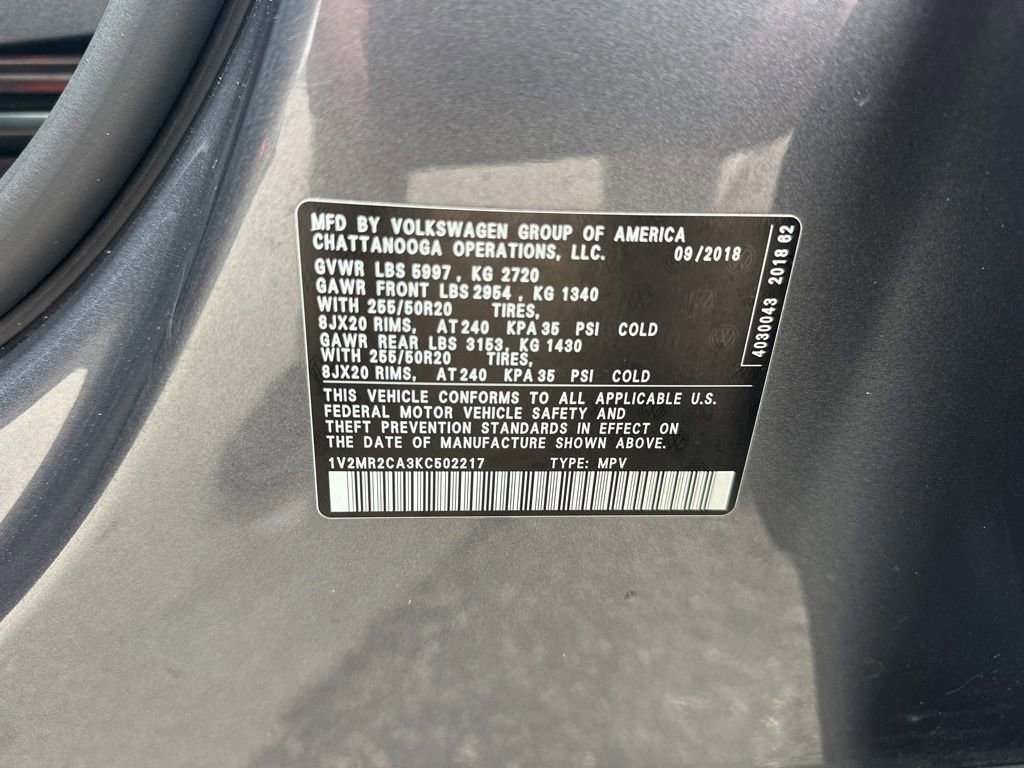 MFD BY VOLKSWAGEN GROUP OF AMERICA
CHATTANOOGA OPERATIONS, LLC. 09/2018
GVWR LBS 5997, KG 2720
GAWR FRONT LBS 2954, KG 1340
WITH 255/50R20 TIRES,
8JX20 RIMS, AT 240 KPA 35 PSI COLD
GAWR REAR LBS 3153, KG 1430
WITH 255/50R20 TIRES,
8JX20 RIMS, AT 240 KPA 35 PSI COLD
THIS VEHICLE CONFORMS TO ALL APPLICABLE U.S.
FEDERAL MOTOR VEHICLE SAFETY AND
THEFT PREVENTION STANDARDS IN EFFECT ON
THE DATE OF MANUFACTURE SHOWN ABOVE.
1V2MR2CA3KC502217 TYPE: MPV
4030043 2018 62